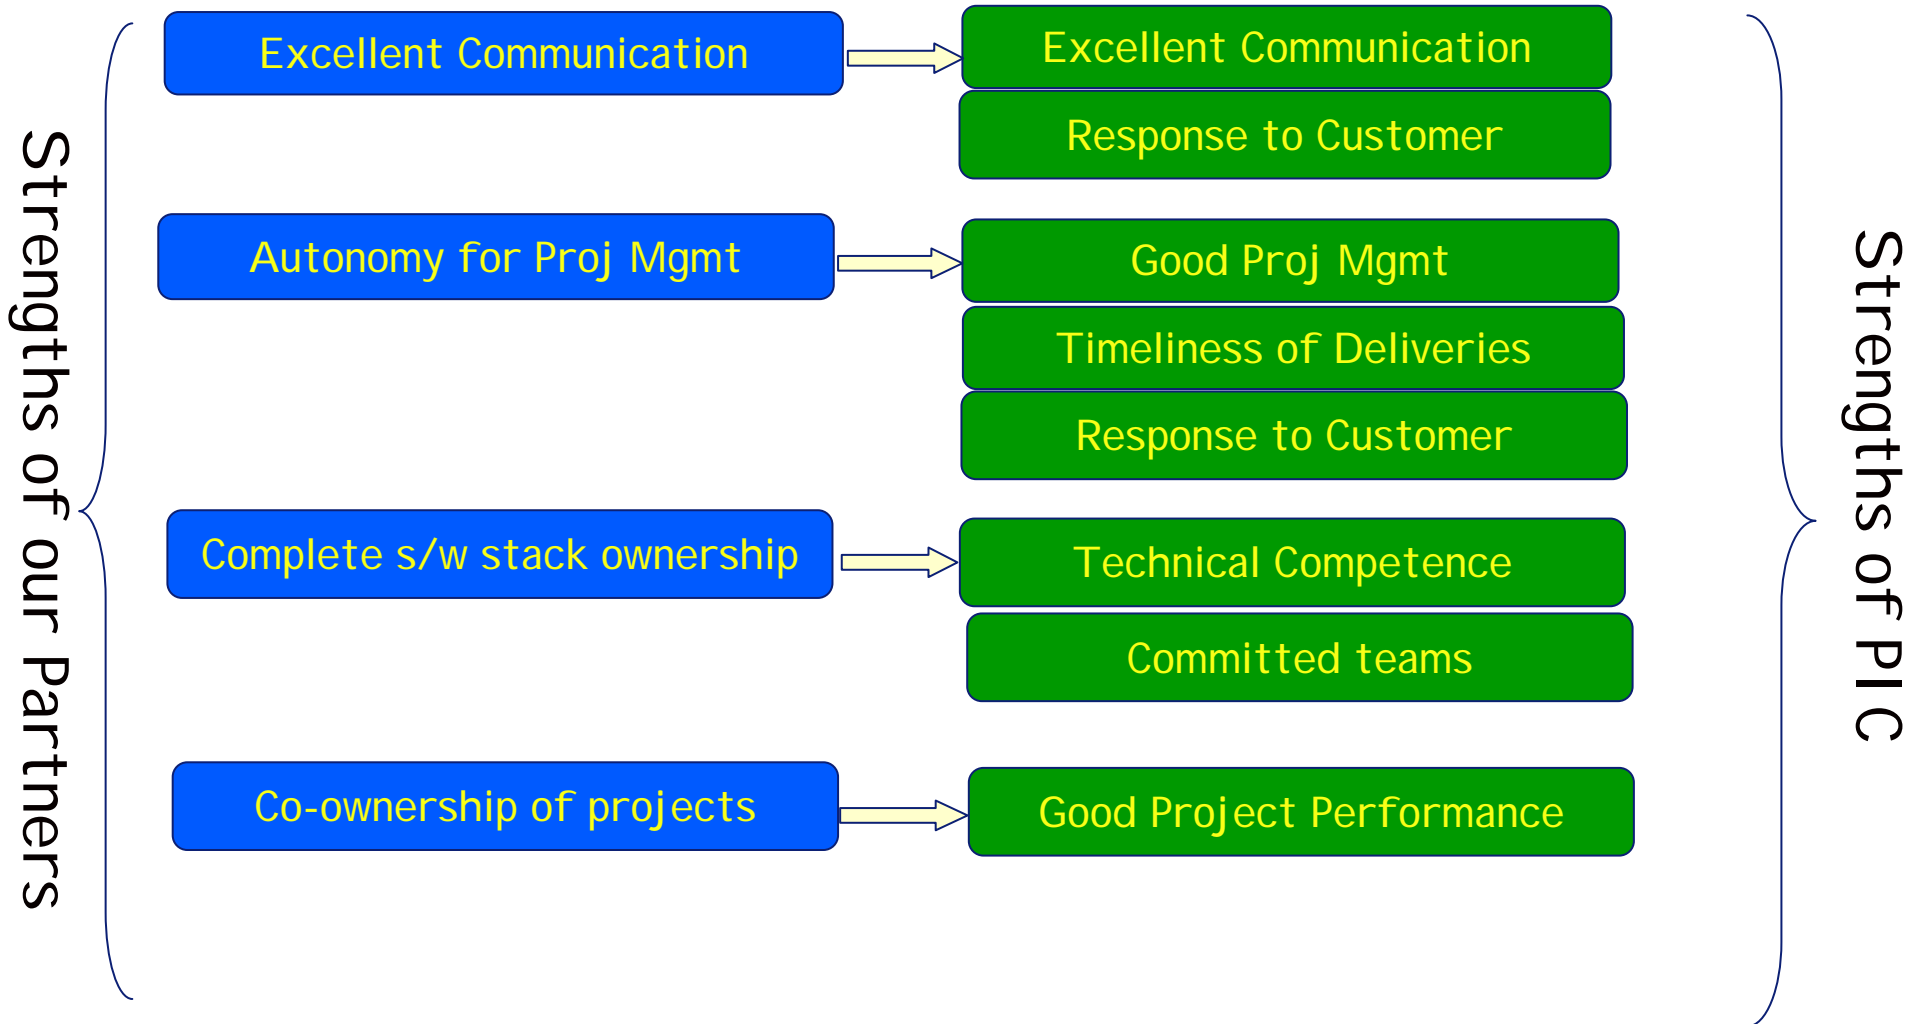 Strengths of our Partners
Excellent Communication
Excellent Communication
Response to Customer
Autonomy for Proj Mgmt
Good Proj Mgmt
Timeliness of Deliveries
Response to Customer
Complete s/w stack ownership
Technical Competence
Committed teams
Co-ownership of projects
Good Project Performance
Strengths of PIC